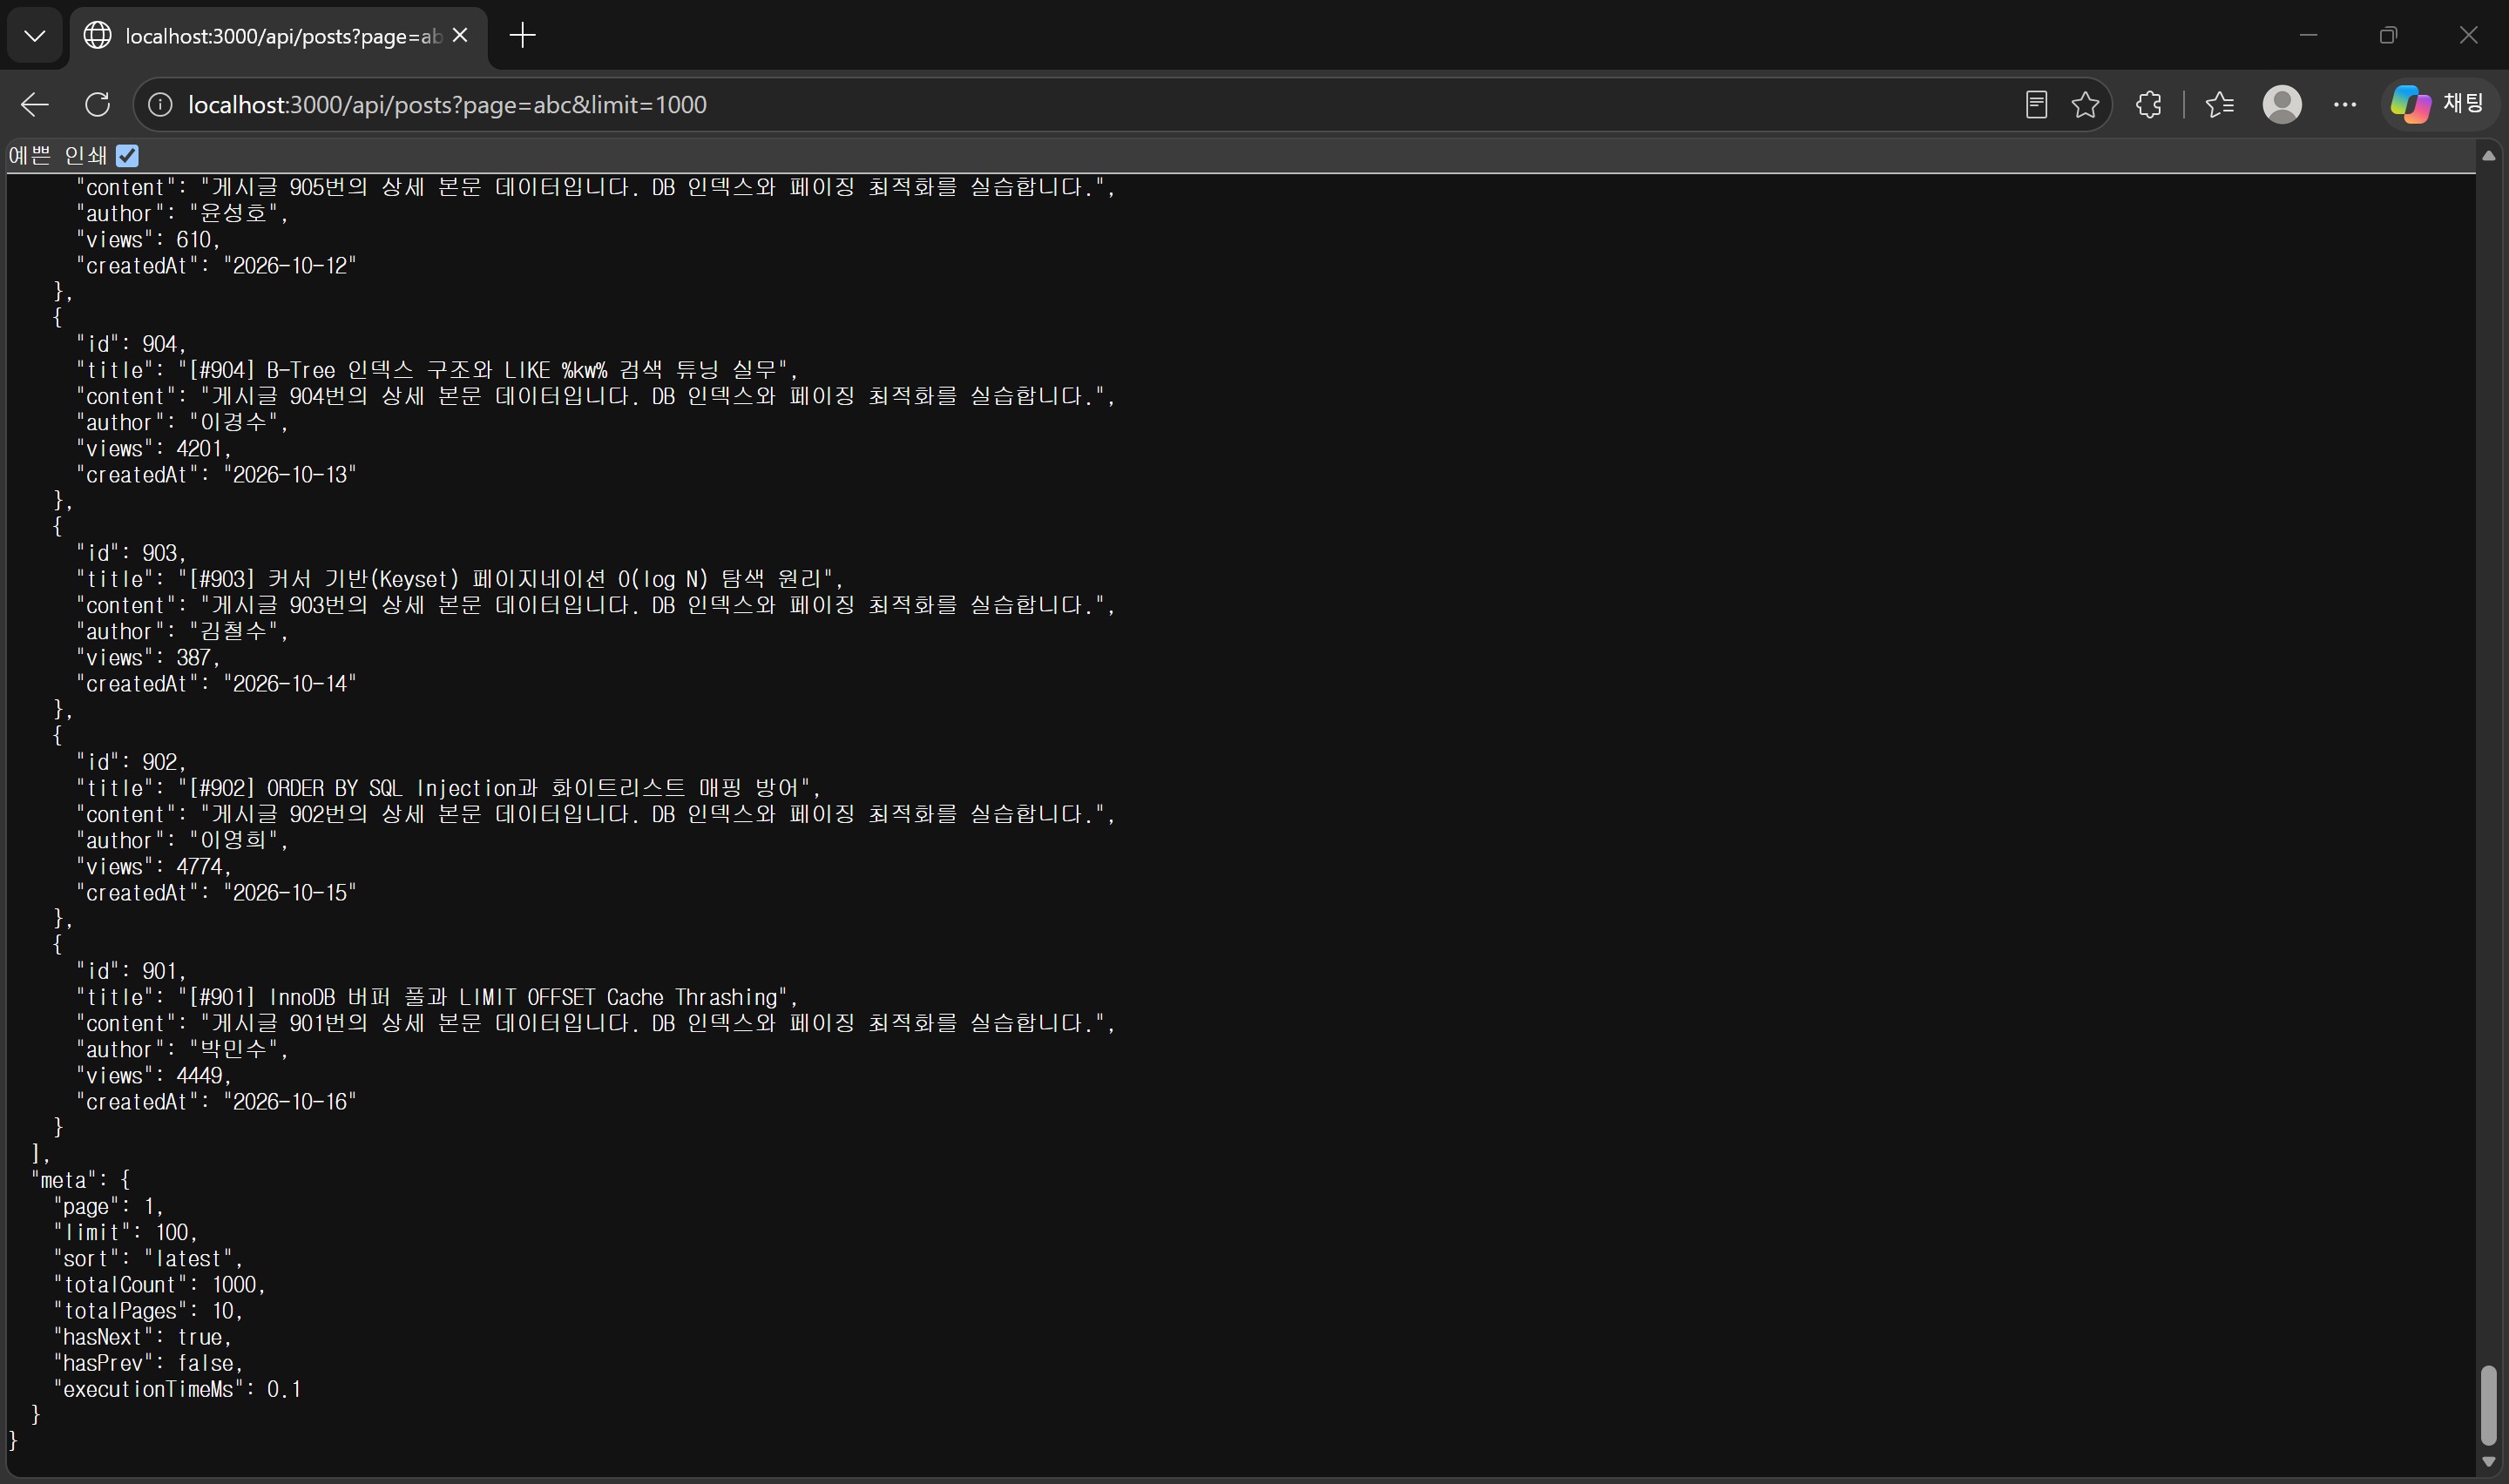 localhost:3000/api/posts?page=ab
localhost:3000/api/posts?page=abc&limit=1000
채팅
예쁜 인쇄
"content": "게시글 905번의 상세 본문 데이터입니다. DB 인덱스와 페이징 최적화를 실습합니다.",
"author": "윤성호",
"views": 610,
"createdAt": "2026-10-12"
},
{
"id": 904,
"title": "[#904] B-Tree 인덱스 구조와 LIKE %kw% 검색 튜닝 실무",
"content": "게시글 904번의 상세 본문 데이터입니다. DB 인덱스와 페이징 최적화를 실습합니다.",
"author": "이경수",
"views": 4201,
"createdAt": "2026-10-13"
},
{
"id": 903,
"title": "[#903] 커서 기반(Keyset) 페이지네이션 O(log N) 탐색 원리",
"content": "게시글 903번의 상세 본문 데이터입니다. DB 인덱스와 페이징 최적화를 실습합니다.",
"author": "김철수",
"views": 387,
"createdAt": "2026-10-14"
},
{
"id": 902,
"title": "[#902] ORDER BY SQL Injection과 화이트리스트 매핑 방어",
"content": "게시글 902번의 상세 본문 데이터입니다. DB 인덱스와 페이징 최적화를 실습합니다.",
"author": "이영희",
"views": 4774,
"createdAt": "2026-10-15"
},
{
"id": 901,
"title": "[#901] InnoDB 버퍼 풀과 LIMIT OFFSET Cache Thrashing",
"content": "게시글 901번의 상세 본문 데이터입니다. DB 인덱스와 페이징 최적화를 실습합니다.",
"author": "박민수",
"views": 4449,
"createdAt": "2026-10-16"
}
],
"meta": {
"page": 1,
"limit": 100,
"sort": "latest",
"totalCount": 1000,
"totalPages": 10,
"hasNext": true,
"hasPrev": false,
"executionTimeMs": 0.1
}
}